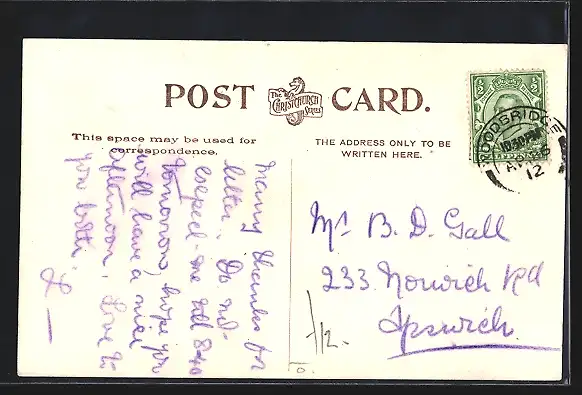 POST CARD.
The
CHRISTCHURCH
SERIES
This space may be used for
correspondence.
THE ADDRESS ONLY TO BE
WRITTEN HERE.
WOODBRIDGE
12
Many thanks for
letter. Do not
expect me till 8.40
tomorrow, hope you
will have a nice
afternoon. Love to
you both.
Mr B. D. Gall
233 Norwich Rd
Ipswich.